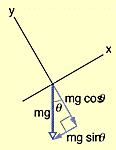 y
x
mg cosθ
θ
mg
mg sinθ